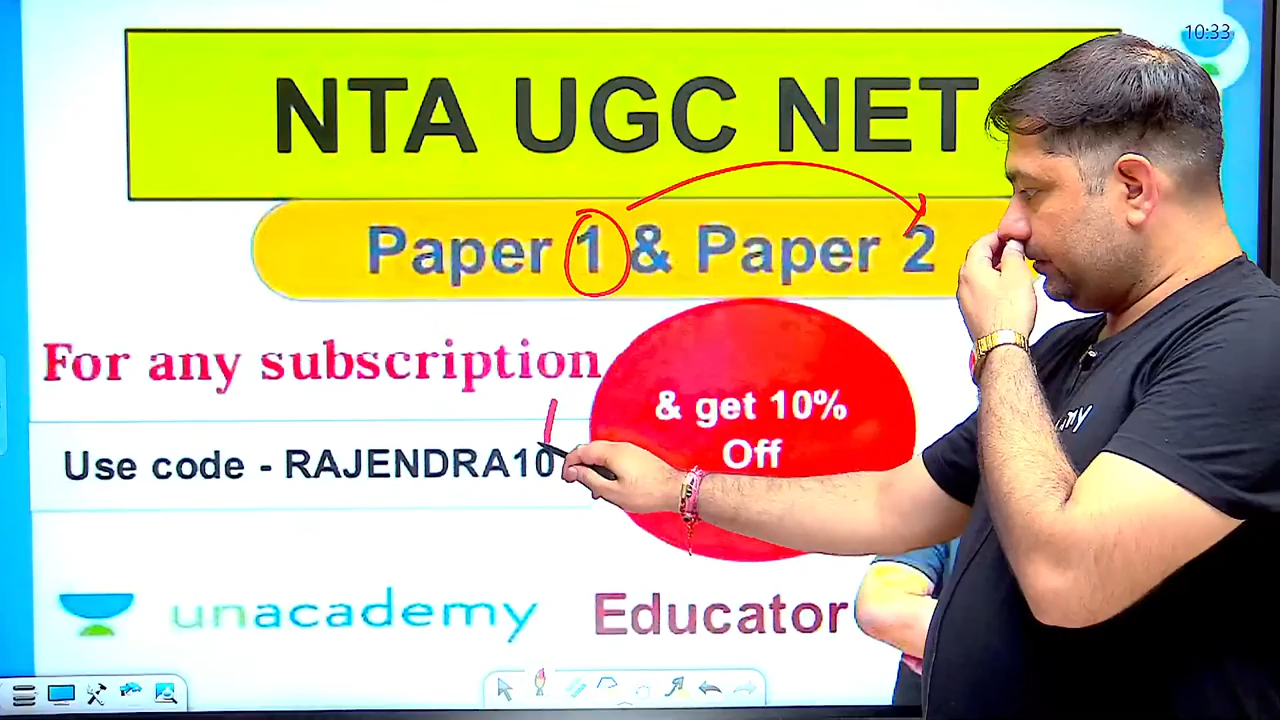 10:33
NTA UGC NET
Paper 1 & Paper 2
For any subscription
& get 10%
Off
Use code - RAJENDRA10
unacademy
Educator